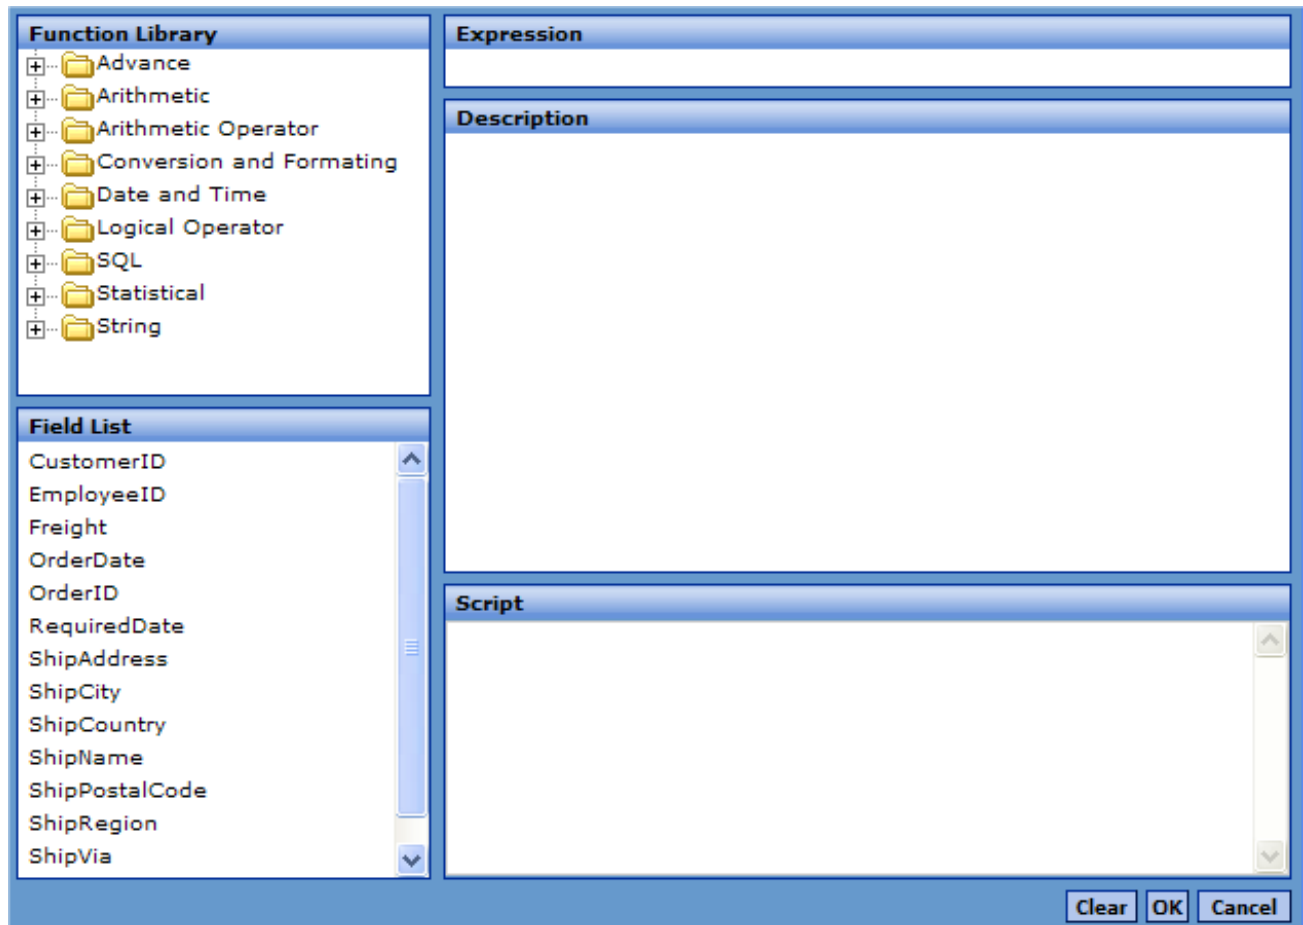 Function Library
Advance
Arithmetic
Arithmetic Operator
Conversion and Formating
Date and Time
Logical Operator
SQL
Statistical
String
Field List
CustomerID
EmployeeID
Freight
OrderDate
OrderID
RequiredDate
ShipAddress
ShipCity
ShipCountry
ShipName
ShipPostalCode
ShipRegion
ShipVia
Expression
Description
Script
Clear OK Cancel